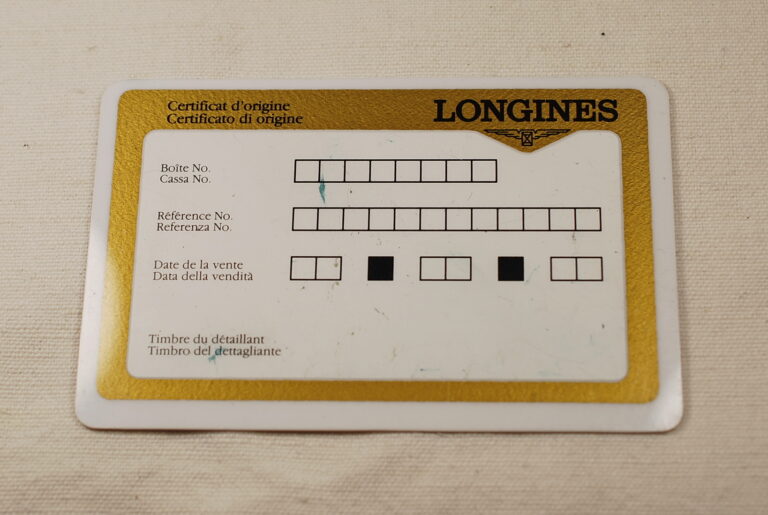 Certificat d'origine
Certificato di origine
LONGINES
Boîte No.
Cassa No.
Référence No.
Referenza No.
Date de la vente
Data della vendità
Timbre du détaillant
Timbro del dettagliante